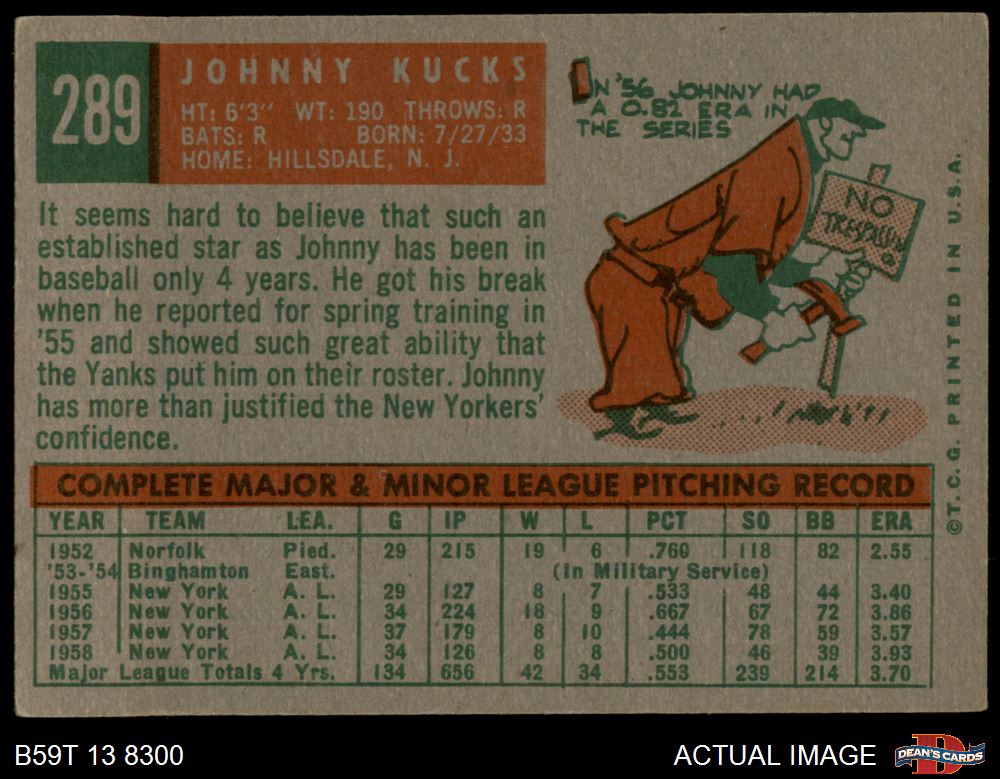 289
JOHNNY KUCKS
HT: 6'3" WT: 190 THROWS: R
BATS: R BORN: 7/27/33
HOME: HILLSDALE, N. J.
IN '56 JOHNNY HAD
A 0.82 ERA IN
THE SERIES
NO
TRESPASSING
It seems hard to believe that such an
established star as Johnny has been in
baseball only 4 years. He got his break
when he reported for spring training in
'55 and showed such great ability that
the Yanks put him on their roster. Johnny
has more than justified the New Yorkers'
confidence.
©T.C.G. PRINTED IN U.S.A.
COMPLETE MAJOR & MINOR LEAGUE PITCHING RECORD
YEAR TEAM LEA. G IP W L PCT SO BB ERA
1952 Norfolk Pied. 29 215 19 6 .760 118 82 2.55
'53-'54 Binghamton East. (In Military Service)
1955 New York A. L. 29 127 8 7 .533 48 44 3.40
1956 New York A. L. 34 224 18 9 .667 67 72 3.86
1957 New York A. L. 37 179 8 10 .444 78 59 3.57
1958 New York A. L. 34 126 8 8 .500 46 39 3.93
Major League Totals 4 Yrs. 134 656 42 34 .553 239 214 3.70
B59T 13 8300
ACTUAL IMAGE
DEAN'S CARDS